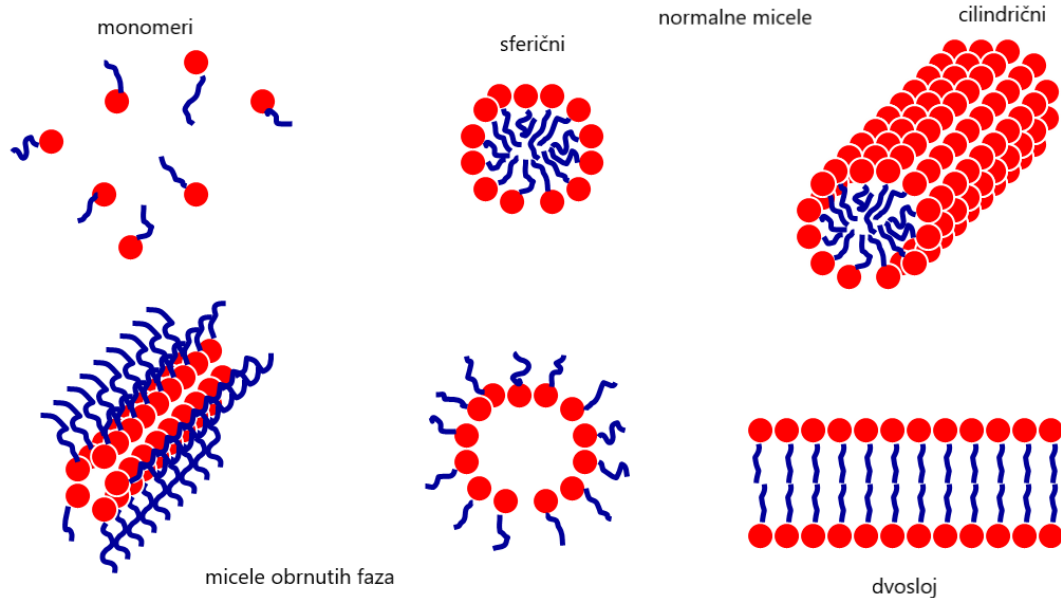 monomeri
sferični
normalne micele
cilindrični
micele obrnutih faza
dvosloj